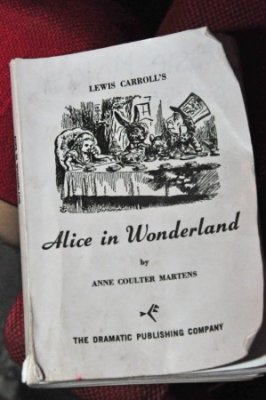 LEWIS CARROLL'S
Alice in Wonderland
by
ANNE COULTER MARTENS
THE DRAMATIC PUBLISHING COMPANY